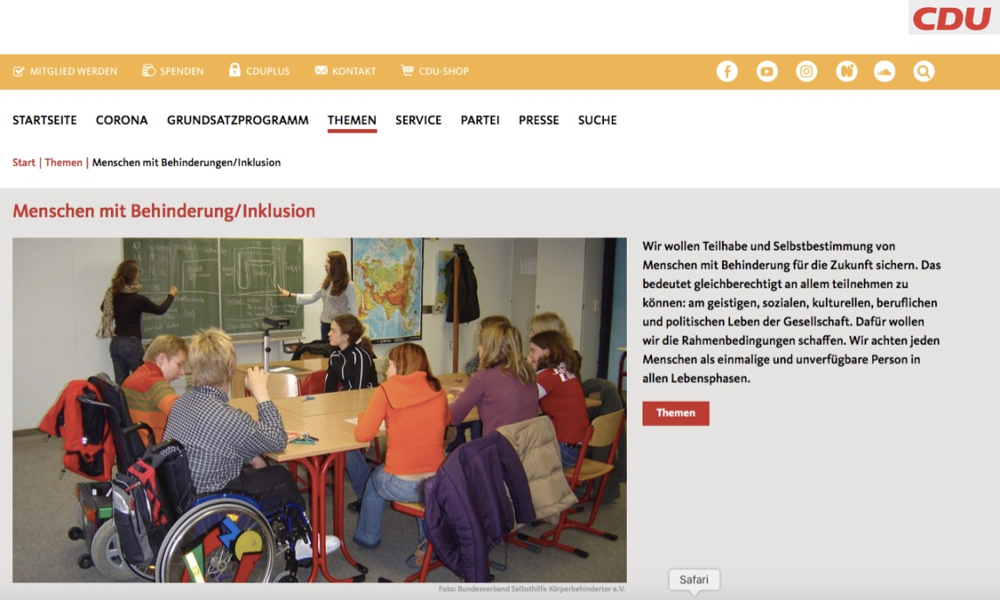 CDU
MITGLIED WERDEN SPENDEN CDUPLUS KONTAKT CDU-SHOP
STARTSEITE CORONA GRUNDSATZPROGRAMM THEMEN SERVICE PARTEI PRESSE SUCHE
Start | Themen | Menschen mit Behinderungen/Inklusion
Menschen mit Behinderung/Inklusion
Wir wollen Teilhabe und Selbstbestimmung von
Menschen mit Behinderung für die Zukunft sichern. Das
bedeutet gleichberechtigt an allem teilnehmen zu
können: am geistigen, sozialen, kulturellen, beruflichen
und politischen Leben der Gesellschaft. Dafür wollen
wir die Rahmenbedingungen schaffen. Wir achten jeden
Menschen als einmalige und unverfügbare Person in
allen Lebensphasen.
Themen
Foto: Bundesverband Selbsthilfe Körperbehinderter e.V.
Safari